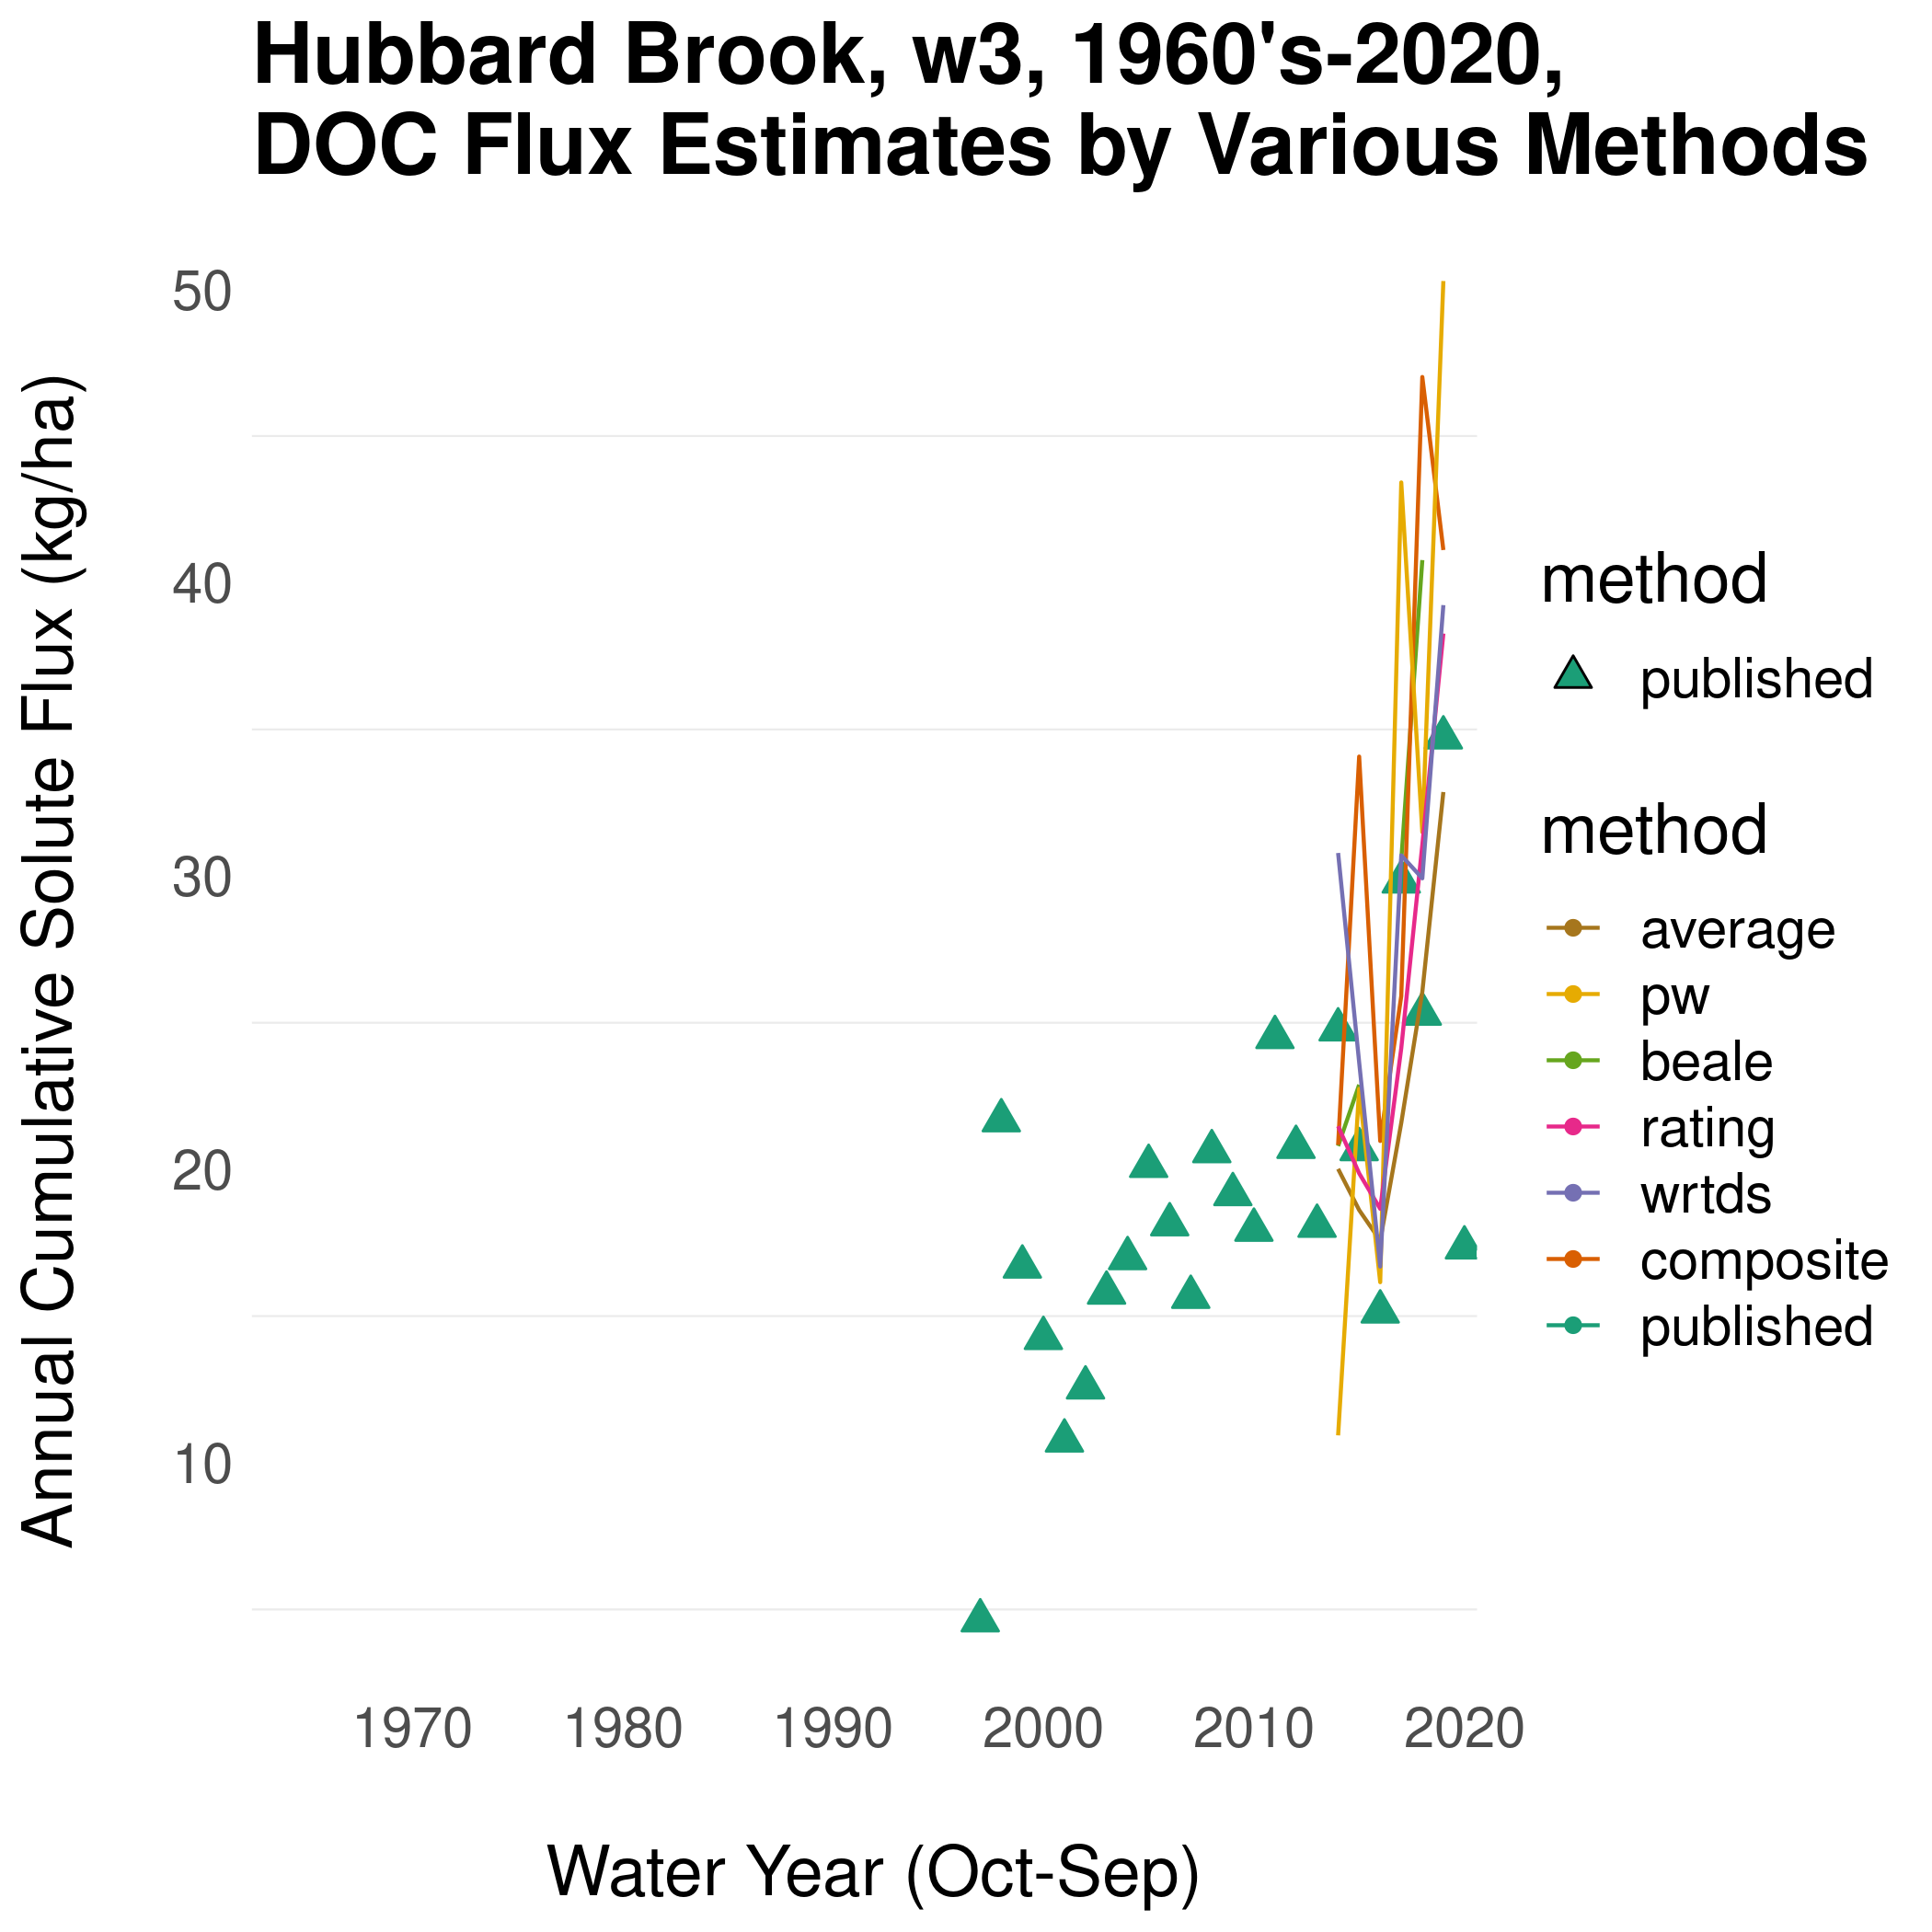 Hubbard Brook, w3, 1960's-2020,
DOC Flux Estimates by Various Methods
Annual Cumulative Solute Flux (kg/ha)
50
40
30
20
10
1970 1980 1990 2000 2010 2020
Water Year (Oct-Sep)
method
published
method
average
pw
beale
rating
wrtds
composite
published